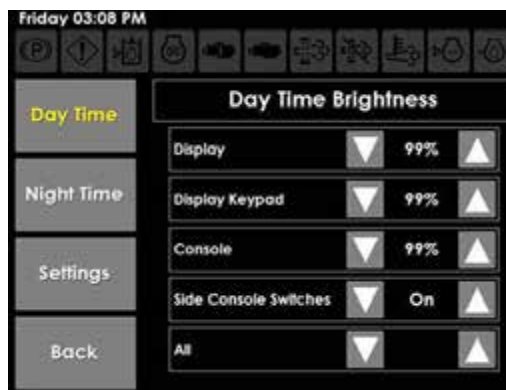 Friday 03:08 PM
Day Time
Night Time
Settings
Back
Day Time Brightness
Display 99%
Display Keypad 99%
Console 99%
Side Console Switches On
All